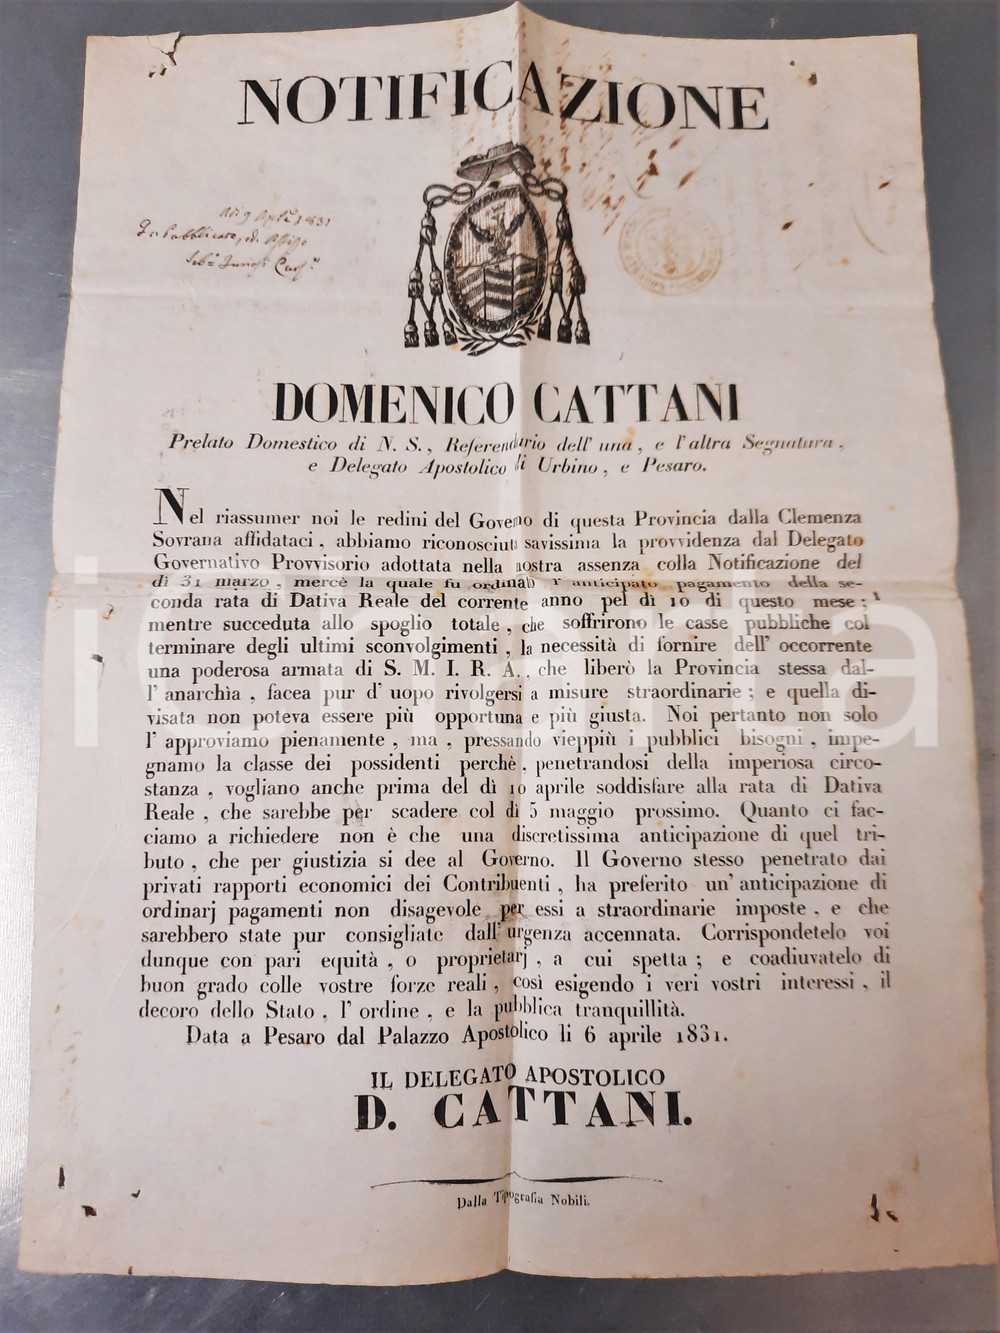 NOTIFICAZIONE
Adì 9 Aprle 1831
DOMENICO CATTANI
Prelato Domestico di N. S., Referendario dell' una, e l'altra Segnatura,
e Delegato Apostolico di Urbino, e Pesaro.
Nel riassumer noi le redini del Governo di questa Provincia dalla Clemenza
Sovrana affidataci, abbiamo riconosciuta savissima la provvidenza dal Delegato
Governativo Provvisorio adottata nella nostra assenza colla Notificazione del
dì 31 marzo, mercè la quale fu ordinato l' anticipato pagamento della se-
conda rata di Dativa Reale del corrente anno pel dì 10 di questo mese;
mentre succeduta allo spoglio totale, che soffrirono le casse pubbliche col
terminare degli ultimi sconvolgimenti, la necessità di fornire dell' occorrente
una poderosa armata di S. M. I. R. A., che liberò la Provincia stessa dal-
l' anarchìa, facea pur d' uopo rivolgersi a misure straordinarie; e quella di-
visata non poteva essere più opportuna e più giusta. Noi pertanto non solo
l' approviamo pienamente, ma, pressando vieppiù i pubblici bisogni, impe-
gnamo la classe dei possidenti perchè, penetrandosi della imperiosa circo-
stanza, vogliano anche prima del dì 10 aprile soddisfare alla rata di Dativa
Reale, che sarebbe per scadere col dì 5 maggio prossimo. Quanto ci fac-
ciamo a richiedere non è che una discretissima anticipazione di quel tri-
buto, che per giustizia si dee al Governo. Il Governo stesso penetrato dai
privati rapporti economici dei Contribuenti, ha preferito un' anticipazione di
ordinarj pagamenti non disagevole per essi a straordinarie imposte, e che
sarebbero state pur consigliate dall' urgenza accennata. Corrispondetelo voi
dunque con pari equità, o proprietarj, a cui spetta; e coadiuvatelo di
buon grado colle vostre forze reali, così esigendo i veri vostri interessi, il
decoro dello Stato, l' ordine, e la pubblica tranquillità.
Data a Pesaro dal Palazzo Apostolico li 6 aprile 1831.
IL DELEGATO APOSTOLICO
D. CATTANI.
Dalla Tipografia Nobili.